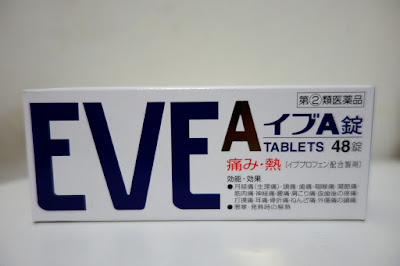 EVE A
指定②類医薬品
イブA錠
TABLETS 48錠
痛み・熱 (イブプロフェン配合製剤)
効能・効果
●月経痛(生理痛)・頭痛・歯痛・咽喉痛・関節痛・
筋肉痛・神経痛・腰痛・肩こり痛・抜歯後の疼痛・
打撲痛・耳痛・骨折痛・ねんざ痛・外傷痛の鎮痛
●悪寒・発熱時の解熱